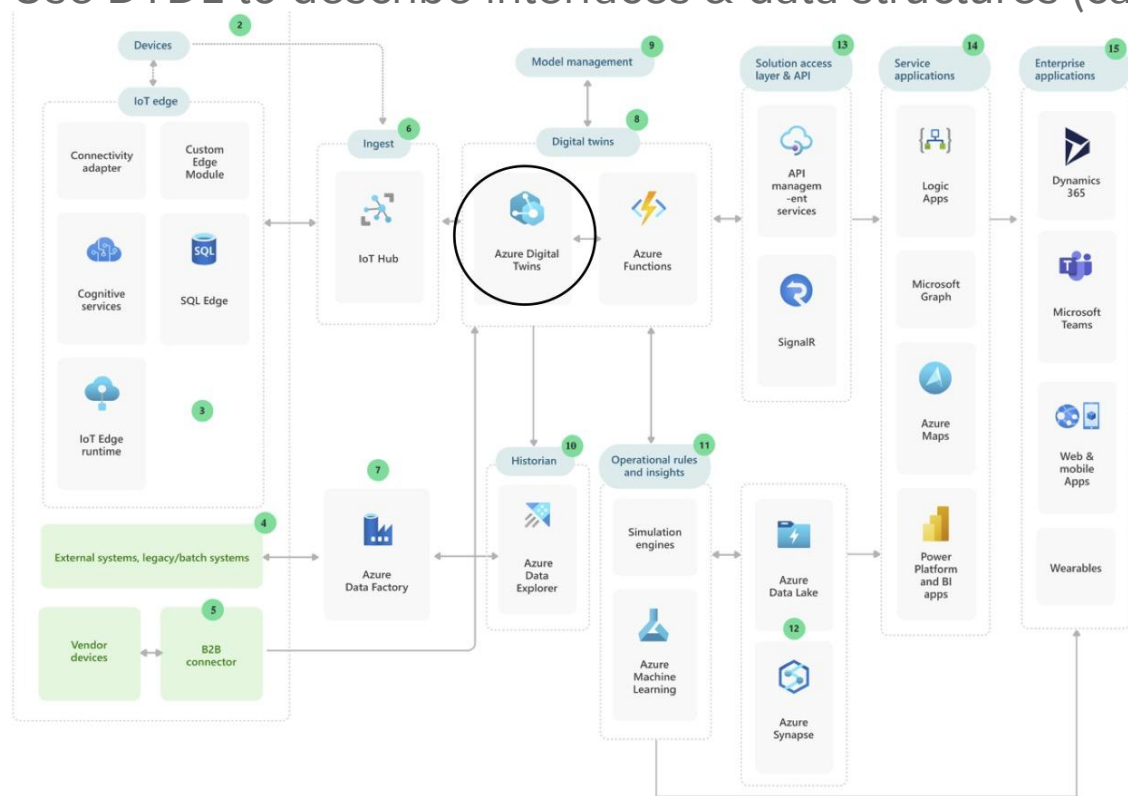 2
Devices
IoT edge
Connectivity
adapter
Custom
Edge
Module
Cognitive
services
SQL
SQL Edge
IoT Edge
runtime
3
4
External systems, legacy/batch systems
5
Vendor
devices
B2B
connector
6
Ingest
IoT Hub
7
Azure
Data Factory
9
Model management
8
Digital twins
Azure Digital
Twins
Azure
Functions
10
Historian
Azure
Data
Explorer
11
Operational rules
and insights
Simulation
engines
Azure
Machine
Learning
Azure
Data Lake
12
Azure
Synapse
13
Solution access
layer & API
API
managem
-ent
services
SignalR
14
Service
applications
Logic
Apps
Microsoft
Graph
Azure
Maps
Power
Platform
and BI
apps
15
Enterprise
applications
Dynamics
365
T
Microsoft
Teams
Web &
mobile
Apps
Wearables